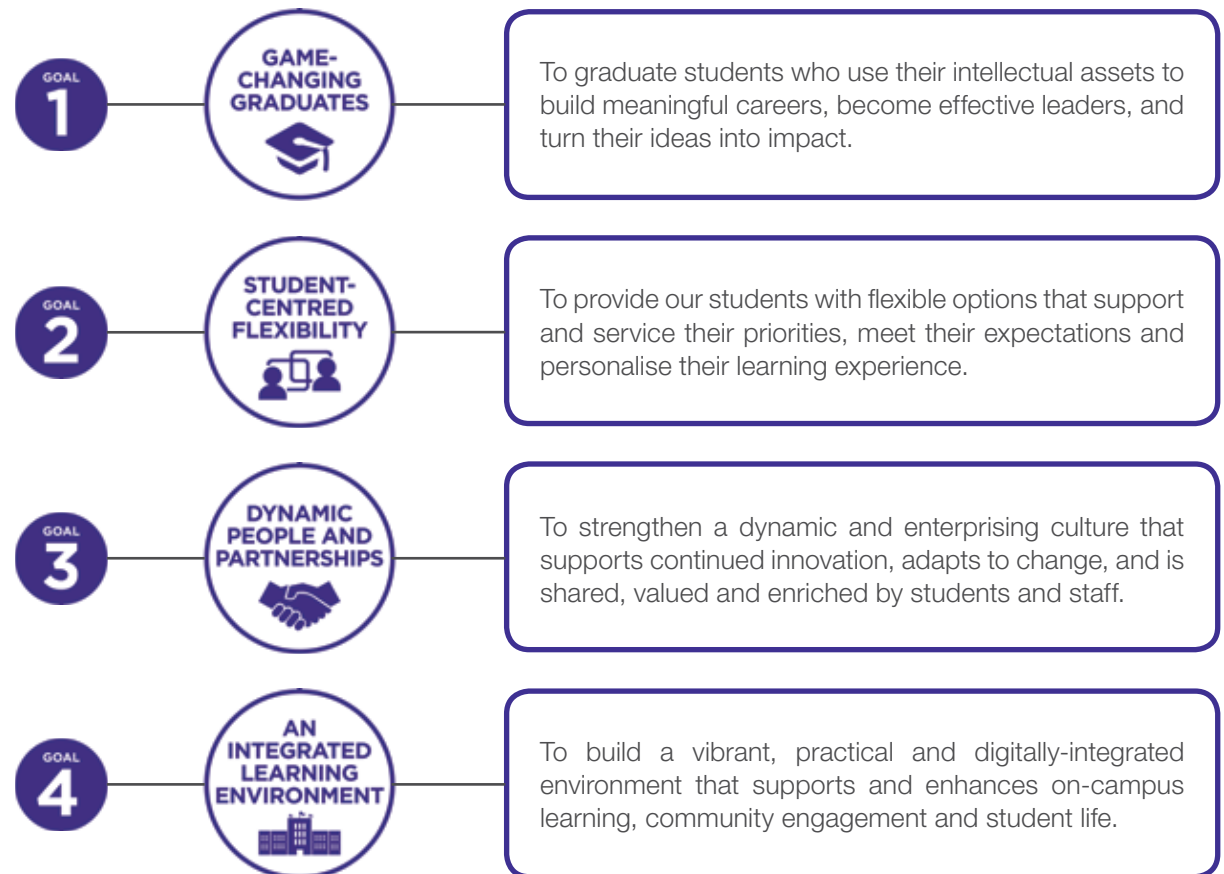 GOAL
1
GAME-
CHANGING
GRADUATES
To graduate students who use their intellectual assets to
build meaningful careers, become effective leaders, and
turn their ideas into impact.
GOAL
2
STUDENT-
CENTRED
FLEXIBILITY
To provide our students with flexible options that support
and service their priorities, meet their expectations and
personalise their learning experience.
GOAL
3
DYNAMIC
PEOPLE AND
PARTNERSHIPS
To strengthen a dynamic and enterprising culture that
supports continued innovation, adapts to change, and is
shared, valued and enriched by students and staff.
GOAL
4
AN
INTEGRATED
LEARNING
ENVIRONMENT
To build a vibrant, practical and digitally-integrated
environment that supports and enhances on-campus
learning, community engagement and student life.